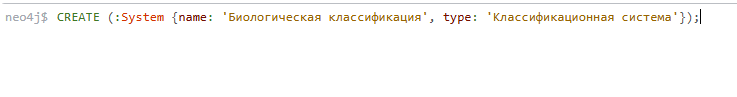 neo4j$ CREATE (:System {name: 'Биологическая классификация', type: 'Классификационная система'});